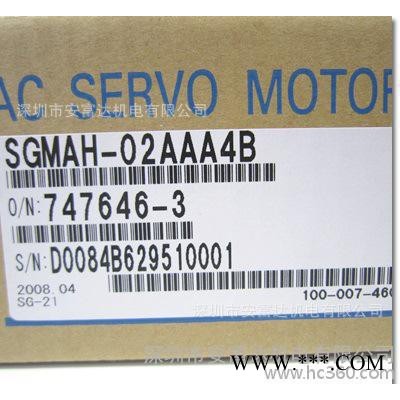 AC SERVO MOTOR
深圳市安富达机电有限公司
SGMAH-02AAA4B
O/N: 747646-3
S/N: D0084B629510001
2008.04
SG-21
深圳市安富达机电有限公司
100-007-460
www.***.com
www.hc360.com